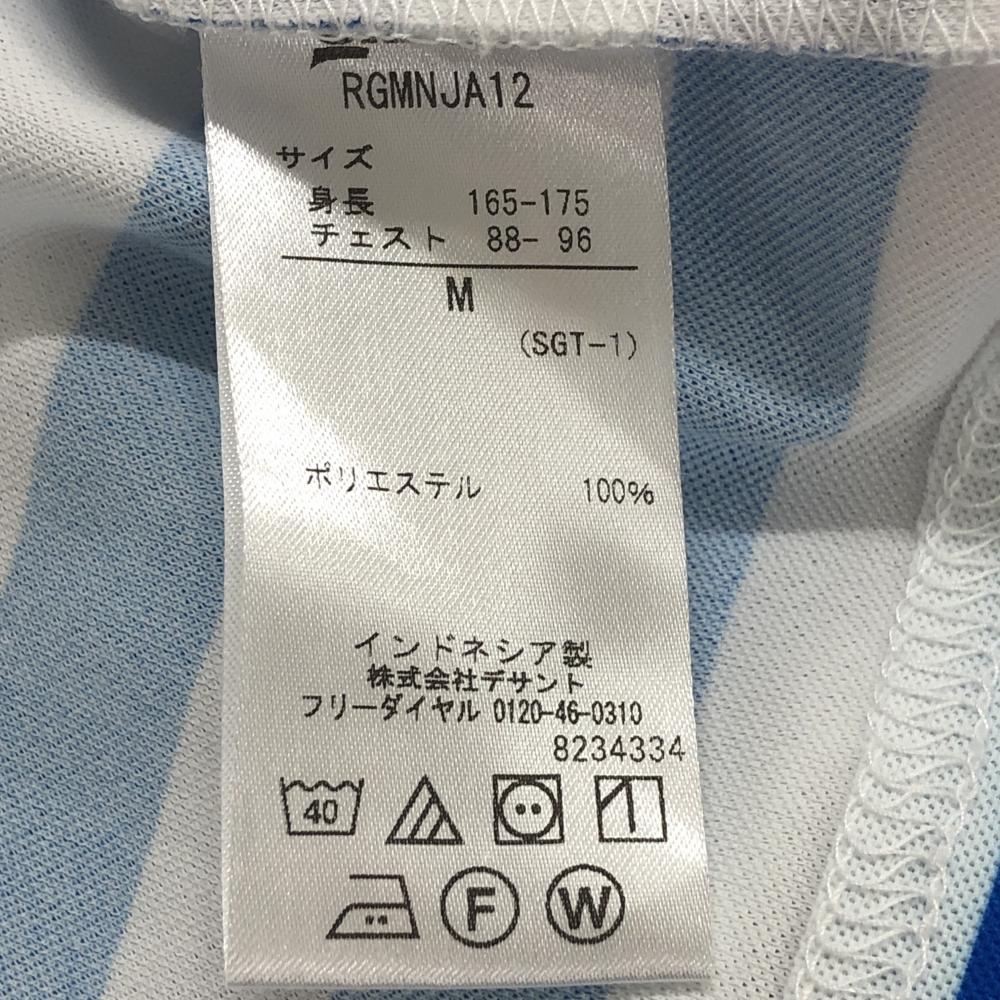 RGMNJA12
サイズ
身長 165-175
チェスト 88- 96
M
(SGT-1)
ポリエステル 100%
インドネシア製
株式会社デサント
フリーダイヤル 0120-46-0310
8234334
40
F W